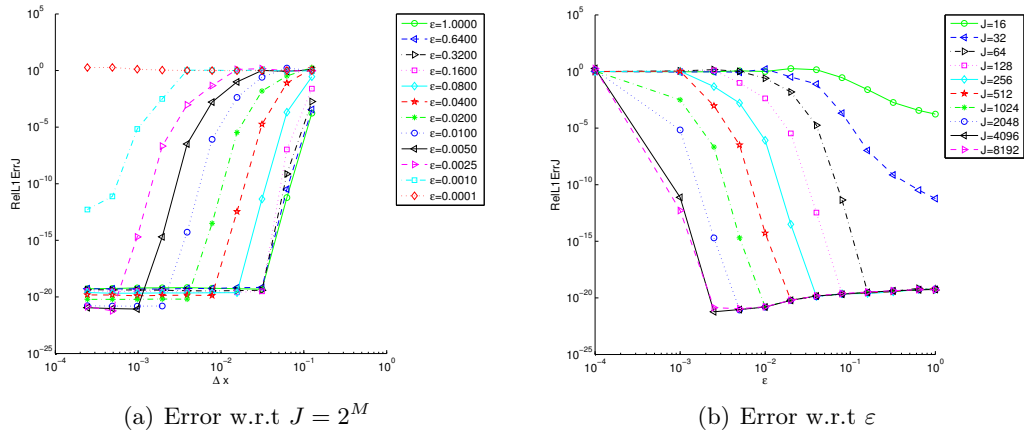 10^5
10^0
10^−5
10^−10
10^−15
10^−20
10^−25
RelL1ErrJ
10^−4
10^−3
10^−2
10^−1
10^0
Δ x
ε=1.0000
ε=0.6400
ε=0.3200
ε=0.1600
ε=0.0800
ε=0.0400
ε=0.0200
ε=0.0100
ε=0.0050
ε=0.0025
ε=0.0010
ε=0.0001
(a) Error w.r.t J = 2^M
10^5
10^0
10^−5
10^−10
10^−15
10^−20
10^−25
RelL1ErrJ
10^−4
10^−3
10^−2
10^−1
10^0
ε
J=16
J=32
J=64
J=128
J=256
J=512
J=1024
J=2048
J=4096
J=8192
(b) Error w.r.t ε